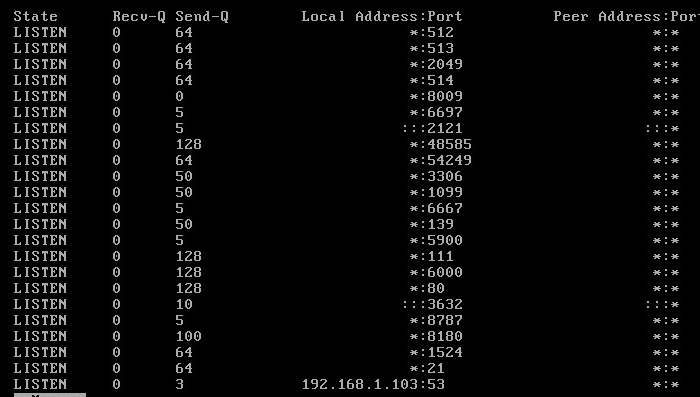 State Recv-Q Send-Q Local Address:Port Peer Address:Por
LISTEN 0 64 *:512 *:*
LISTEN 0 64 *:513 *:*
LISTEN 0 64 *:2049 *:*
LISTEN 0 64 *:514 *:*
LISTEN 0 0 *:8009 *:*
LISTEN 0 5 *:6697 *:*
LISTEN 0 5 :::2121 :::*
LISTEN 0 128 *:48585 *:*
LISTEN 0 64 *:54249 *:*
LISTEN 0 50 *:3306 *:*
LISTEN 0 50 *:1099 *:*
LISTEN 0 5 *:6667 *:*
LISTEN 0 50 *:139 *:*
LISTEN 0 5 *:5900 *:*
LISTEN 0 128 *:111 *:*
LISTEN 0 128 *:6000 *:*
LISTEN 0 128 *:80 *:*
LISTEN 0 10 :::3632 :::*
LISTEN 0 5 *:8787 *:*
LISTEN 0 100 *:8180 *:*
LISTEN 0 64 *:1524 *:*
LISTEN 0 64 *:21 *:*
LISTEN 0 3 192.168.1.103:53 *:*